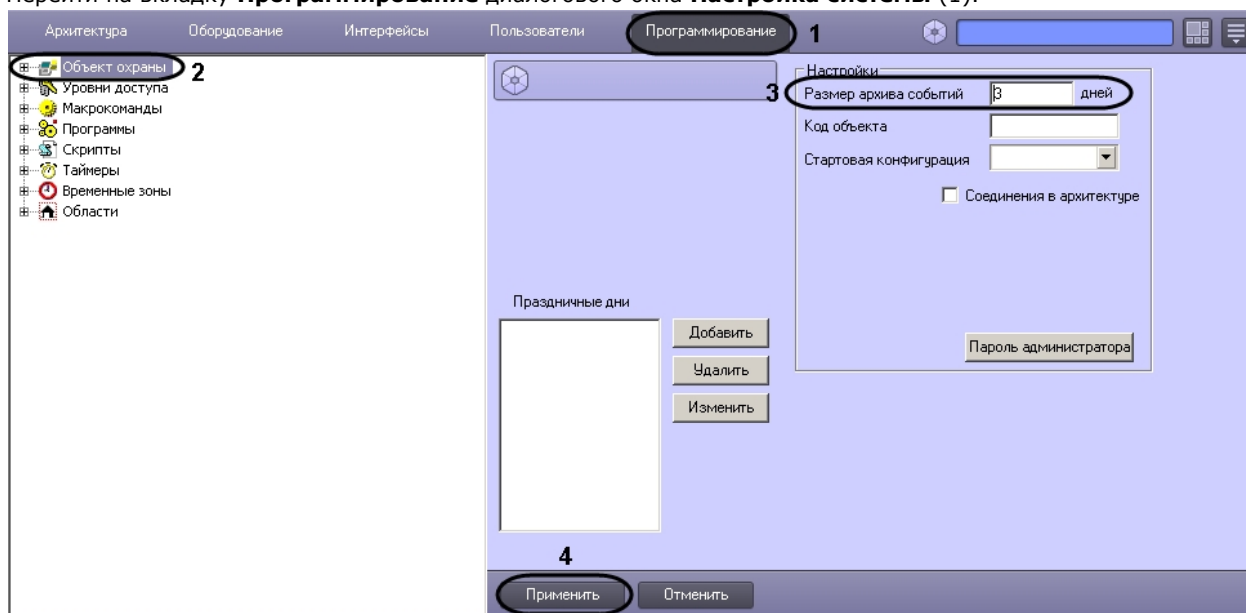 Перейти на вкладку Программирование диалогового окна Настройка системы (1).
Архитектура Оборудование Интерфейсы Пользователи Программирование 1
Объект охраны 2
Уровни доступа
Макрокоманды
Программы
Скрипты
Таймеры
Временные зоны
Области
Настройки
3 Размер архива событий 3 дней
Код объекта
Стартовая конфигурация
Соединения в архитектуре
Пароль администратора
Праздничные дни
Добавить
Удалить
Изменить
4
Применить Отменить